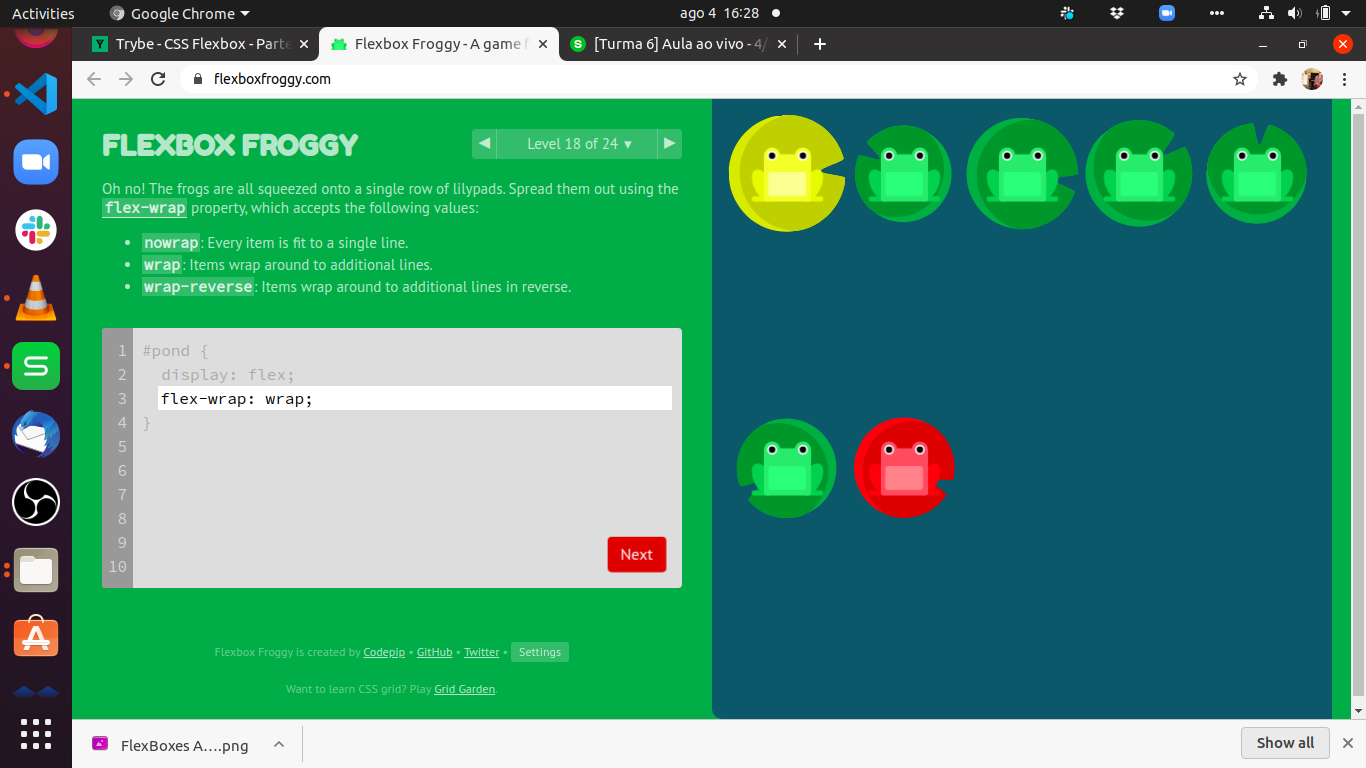 Activities
Google Chrome
ago 4 16:28
Trybe - CSS Flexbox - Parte
Flexbox Froggy - A game f
[Turma 6] Aula ao vivo - 4/
flexboxfroggy.com
FLEXBOX FROGGY
Level 18 of 24 ▾
Oh no! The frogs are all squeezed onto a single row of lilypads. Spread them out using the
flex-wrap property, which accepts the following values:
• nowrap: Every item is fit to a single line.
• wrap: Items wrap around to additional lines.
• wrap-reverse: Items wrap around to additional lines in reverse.
1 #pond {
2 display: flex;
3 flex-wrap: wrap;
4 }
5
6
7
8
9
10
Next
Flexbox Froggy is created by Codepip • GitHub • Twitter • Settings
Want to learn CSS grid? Play Grid Garden.
FlexBoxes A....png
Show all